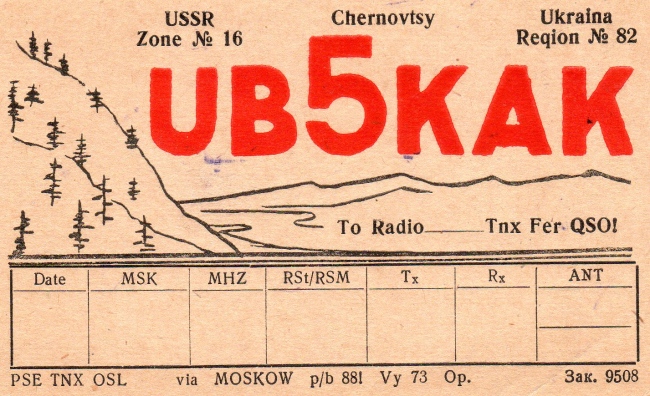 USSR Chernovtsy Ukraina
Zone № 16 Reqion № 82
UB5KAK
To Radio Tnx Fer QSO!
Date MSK MHZ RSt/RSM Tx Rx ANT
PSE TNX OSL via MOSKOW p/b 88! Vy 73 Op. Зак. 9508